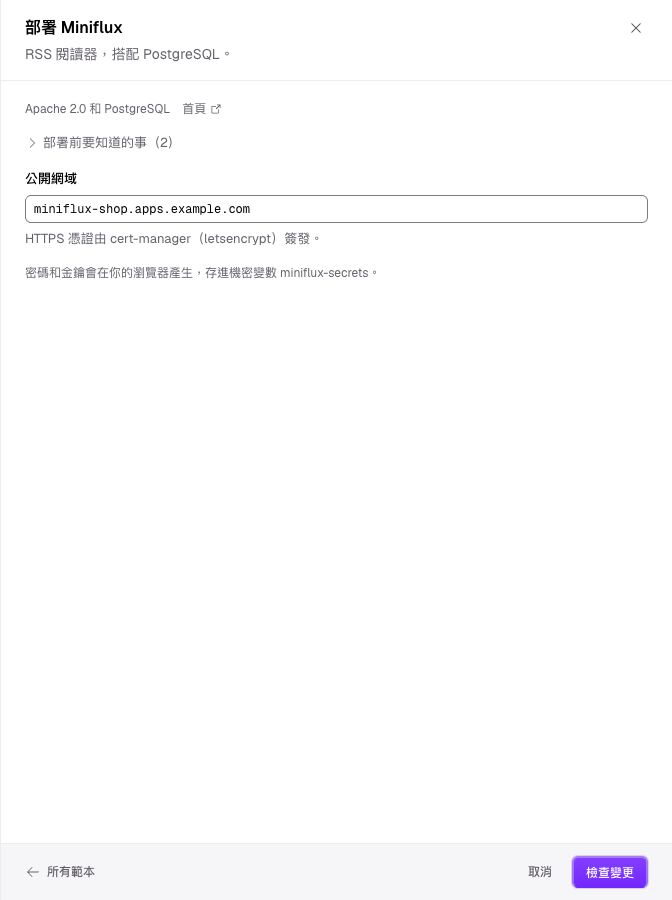 部署 Miniflux
RSS 閱讀器，搭配 PostgreSQL。
Apache 2.0 和 PostgreSQL 首頁
部署前要知道的事（2）
公開網域
miniflux-shop.apps.example.com
HTTPS 憑證由 cert-manager（letsencrypt）簽發。
密碼和金鑰會在你的瀏覽器產生，存進機密變數 miniflux-secrets。
所有範本 取消 檢查變更